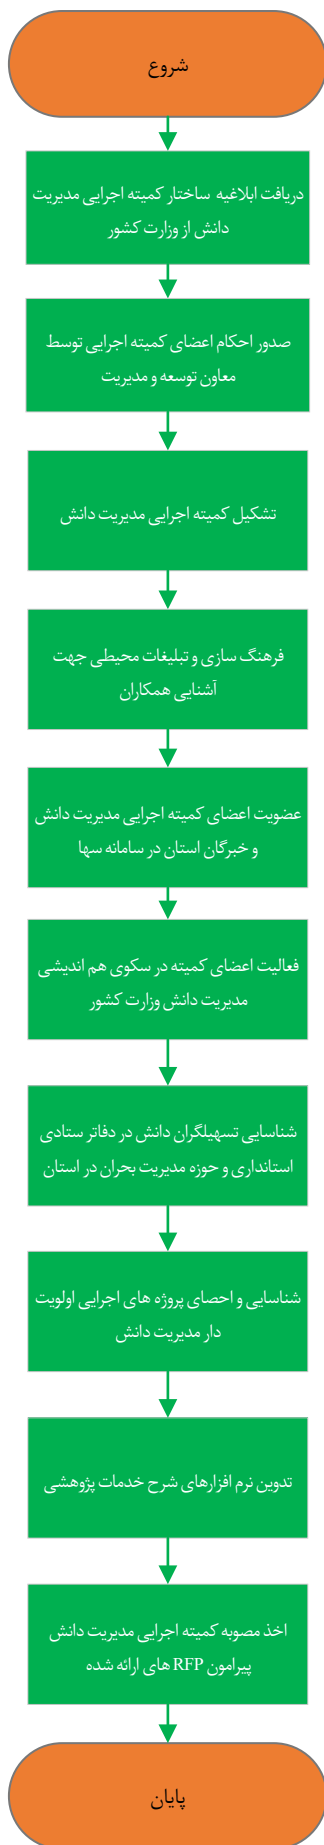 شروع
دریافت ابلاغیه ساختار کمیته اجرایی مدیریت
دانش از وزارت کشور
صدور احکام اعضای کمیته اجرایی توسط
معاون توسعه و مدیریت
تشکیل کمیته اجرایی مدیریت دانش
فرهنگ سازی و تبلیغات محیطی جهت
آشنایی همکاران
عضویت اعضای کمیته اجرایی مدیریت دانش
و خبرگان استان در سامانه سها
فعالیت اعضای کمیته در سکوی هم اندیشی
مدیریت دانش وزارت کشور
شناسایی تسهیلگران دانش در دفاتر ستادی
استانداری و حوزه مدیریت بحران در استان
شناسایی و احصای پروژه های اجرایی اولویت
دار مدیریت دانش
تدوین نرم افزارهای شرح خدمات پژوهشی
اخذ مصوبه کمیته اجرایی مدیریت دانش
پیرامون RFP های ارائه شده
پایان